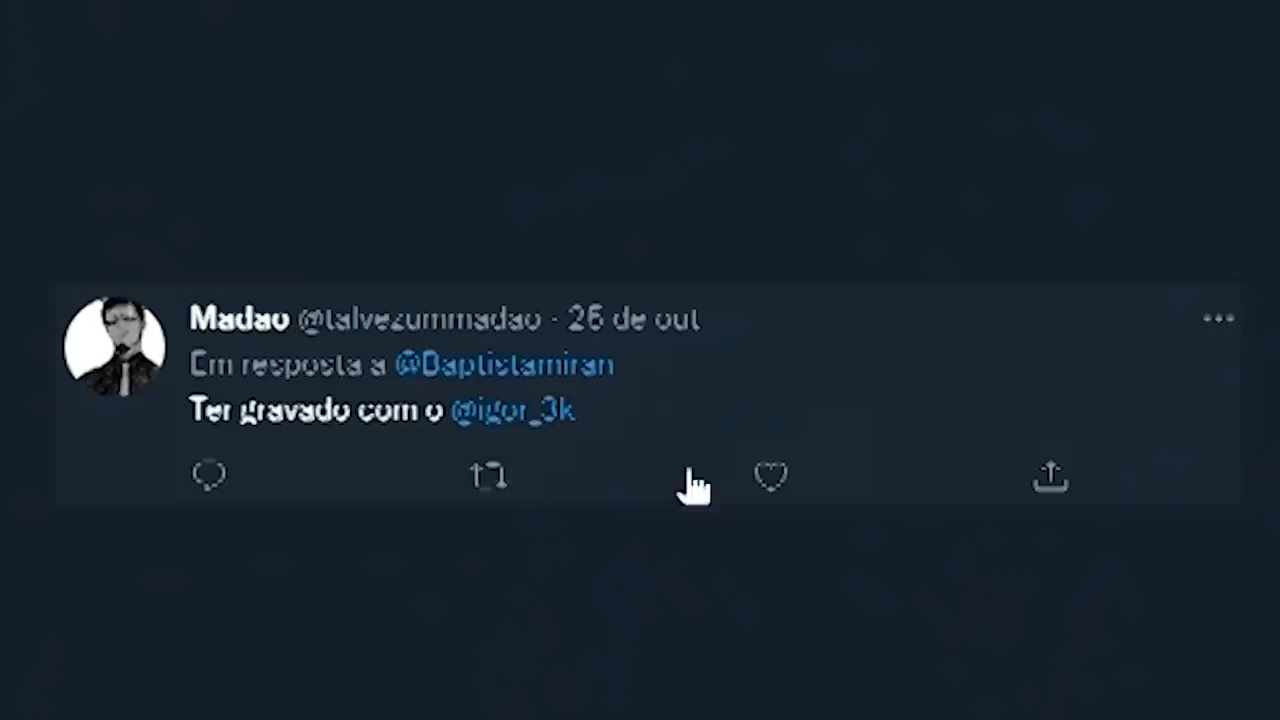 Madao @talvezummadao · 26 de out
Em resposta a @Baptistamiran
Ter gravado com o @igor_3k